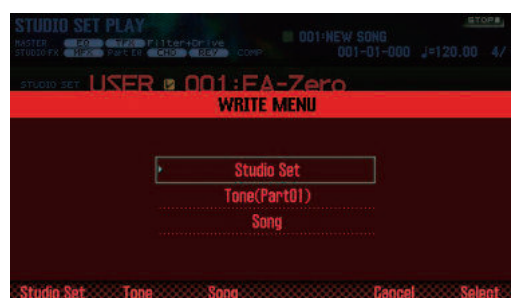 STUDIO SET PLAY
STOP
MASTER EQ TFX Filter+Drive
001:NEW SONG
STUDIO FX MFX Part EQ CHO REV COMP
001-01-000 ♩=120.00 4/
STUDIO SET USER 001:FA-Zero
WRITE MENU
Studio Set
Tone(Part01)
Song
Studio Set Tone Song Cancel Select